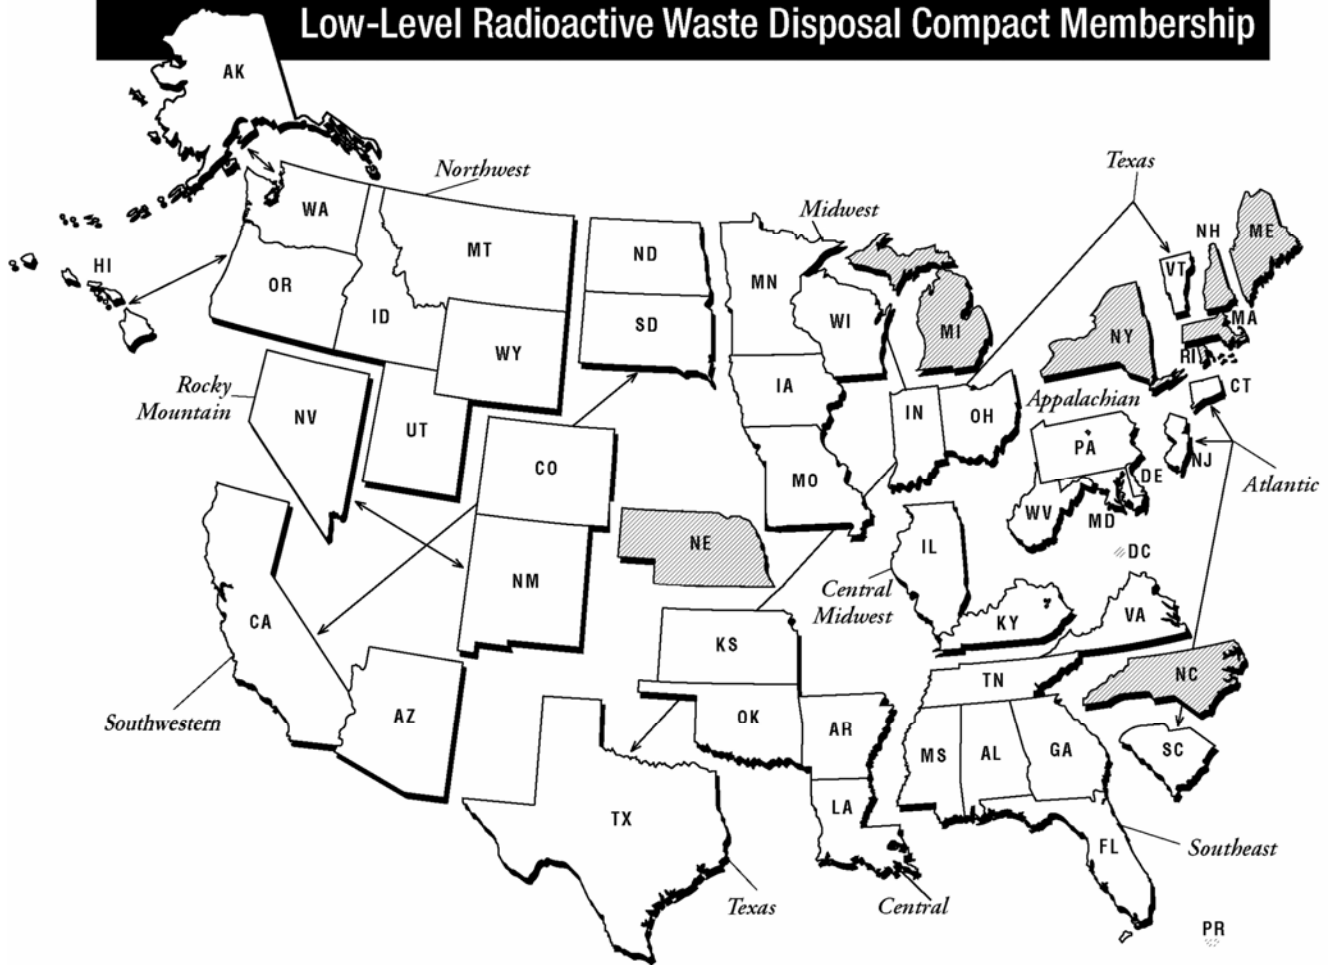 Low-Level Radioactive Waste Disposal Compact Membership
AK
Northwest
Texas
WA
Midwest
NH
ME
MT
ND
HI
VT
OR
MN
ID
SD
WI
MI
NY
MA
WY
RI
Rocky
Mountain
NV
IA
CT
Appalachian
UT
IN
OH
CO
PA
NJ
MO
DE
Atlantic
WV
MD
NE
IL
DC
NM
Central
Midwest
CA
KY
VA
KS
TN
NC
Southwestern
AZ
OK
AR
MS
AL
GA
SC
LA
TX
FL
Southeast
Texas
Central
PR